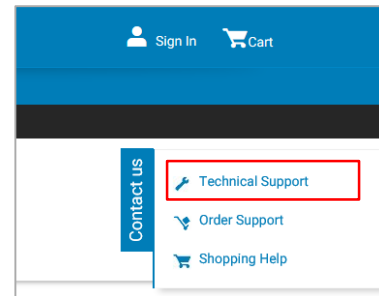 Sign In
Cart
Contact us
Technical Support
Order Support
Shopping Help